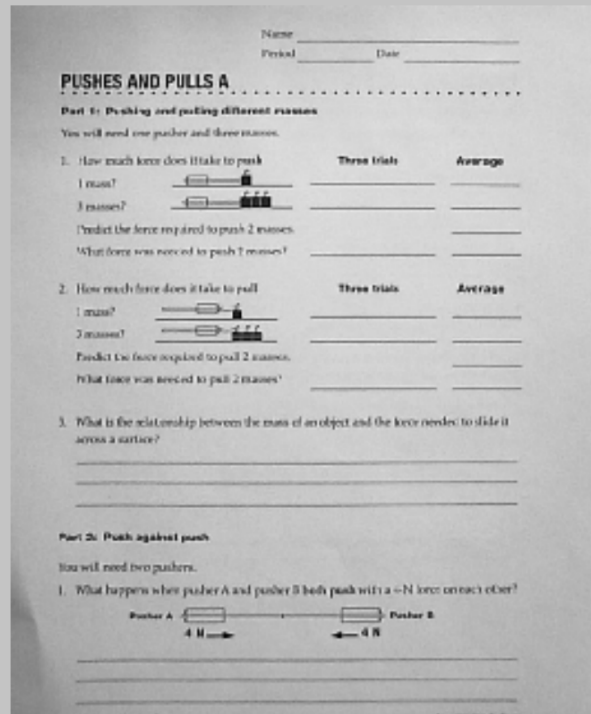 Name
Period Date
PUSHES AND PULLS A
Part 1: Pushing and pulling different masses
You will need one pusher and three masses.
1. How much force does it take to push Three trials Average
1 mass?
3 masses?
Predict the force required to push 2 masses.
What force was needed to push 2 masses?
2. How much force does it take to pull Three trials Average
1 mass?
3 masses?
Predict the force required to pull 2 masses.
What force was needed to pull 2 masses?
3. What is the relationship between the mass of an object and the force needed to slide it
across a surface?
Part 2: Push against push
You will need two pushers.
1. What happens when pusher A and pusher B both push with a 4-N force on each other?
Pusher A Pusher B
4 N 4 N